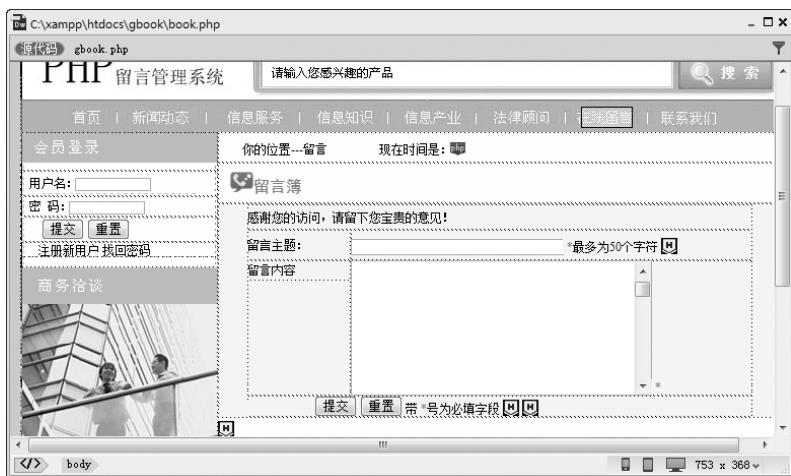 C:\xampp\htdocs\gbook\book.php
源代码 gbook.php
PHP 留言管理系统
请输入您感兴趣的产品
搜 索
首页 | 新闻动态 | 信息服务 | 信息知识 | 信息产业 | 法律顾问 | 在线留言 | 联系我们
会员登录
你的位置---留言 现在时间是: php
用户名:
密 码:
提交 重置
注册新用户 找回密码
商务洽谈
留言簿
感谢您的访问，请留下您宝贵的意见!
留言主题: *最多为50个字符
留言内容
*
提交 重置 带 *号为必填字段
body
753 x 368